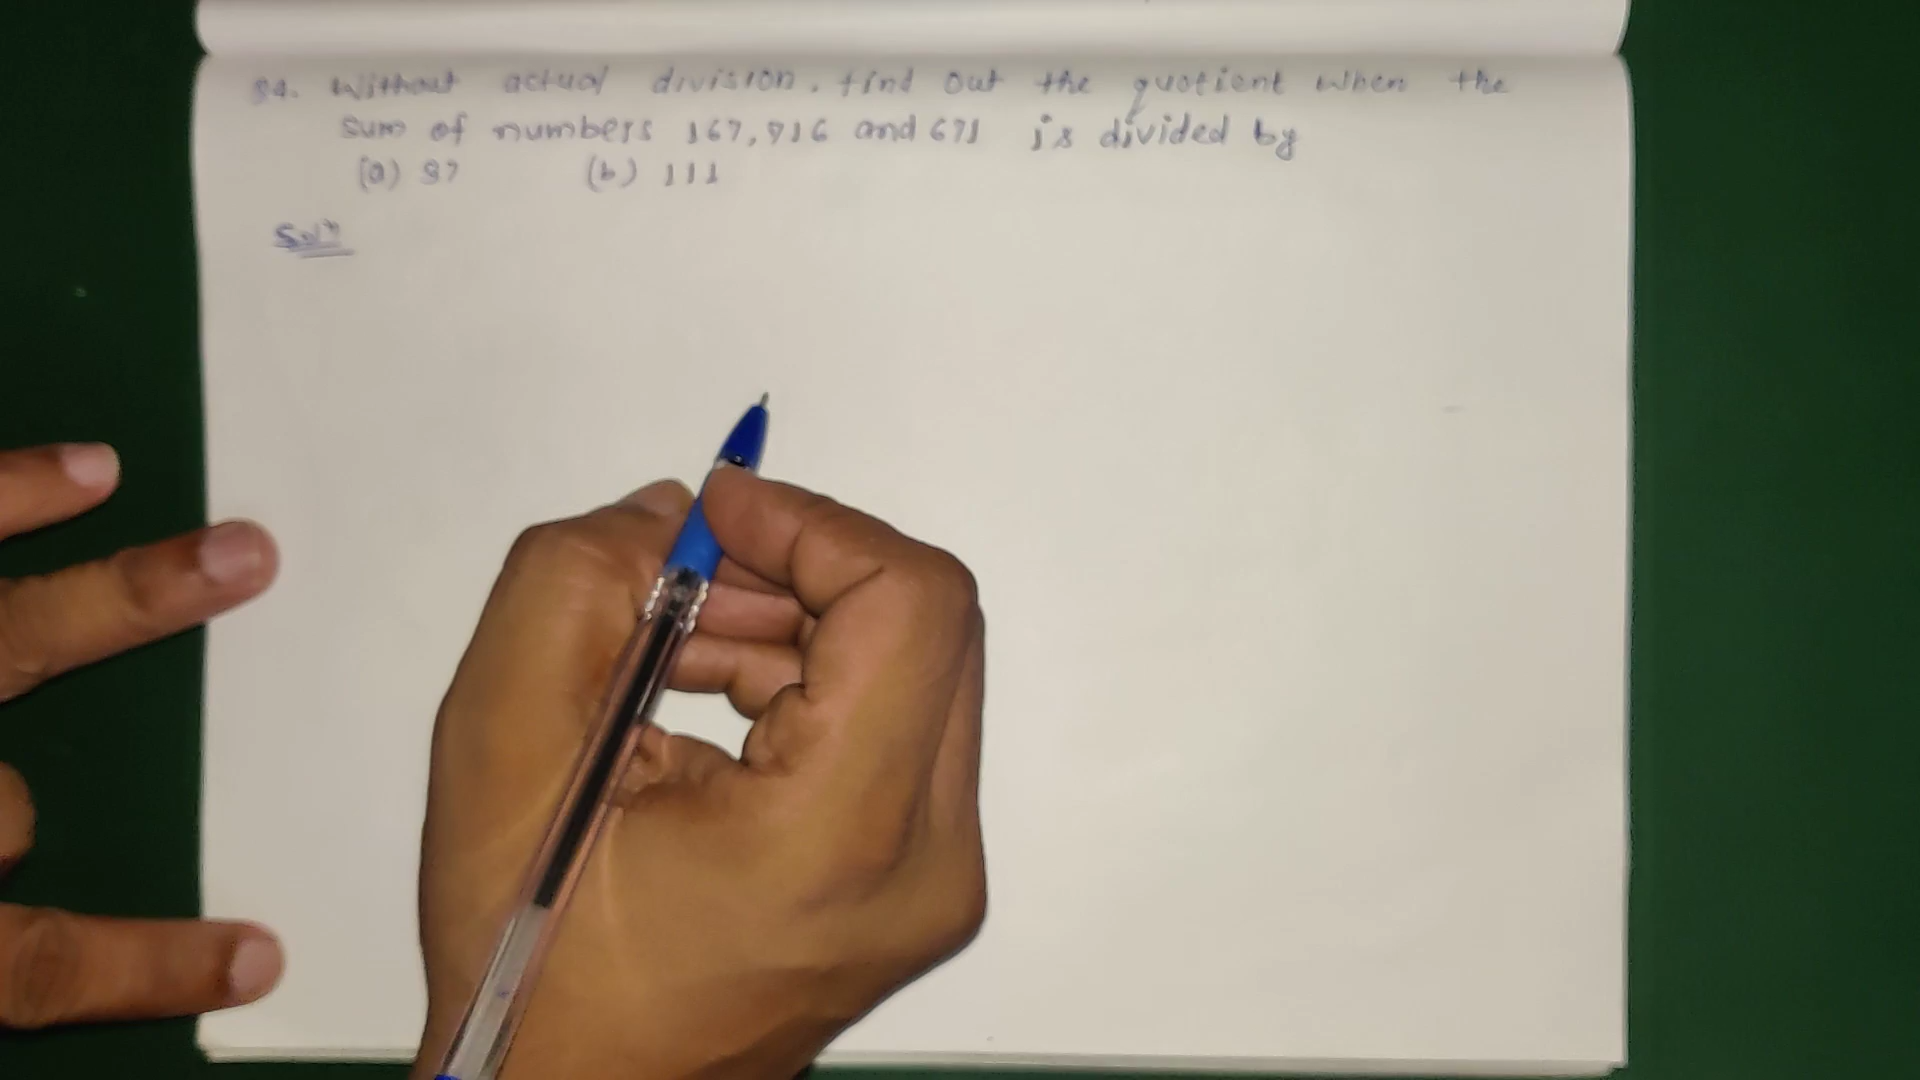 84. Without actual division, find out the quotient when the
sum of numbers 167, 716 and 671 is divided by
(a) 37 (b) 111
Solⁿ